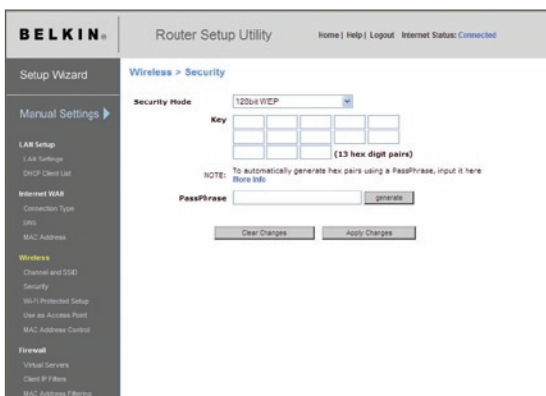 BELKIN®
Router Setup Utility
Home | Help | Logout Internet Status: Connected
Setup Wizard
Manual Settings
LAN Setup
LAN Settings
DHCP Client List
Internet WAN
Connection Type
DNS
MAC Address
Wireless
Channel and SSID
Security
Wi-Fi Protected Setup
Use as Access Point
MAC Address Control
Firewall
Virtual Servers
Client IP Filters
MAC Address Filtering
Wireless > Security
Security Mode 128bit WEP
Key
(13 hex digit pairs)
NOTE: To automatically generate hex pairs using a PassPhrase, input it here
More Info
PassPhrase generate
Clear Changes Apply Changes